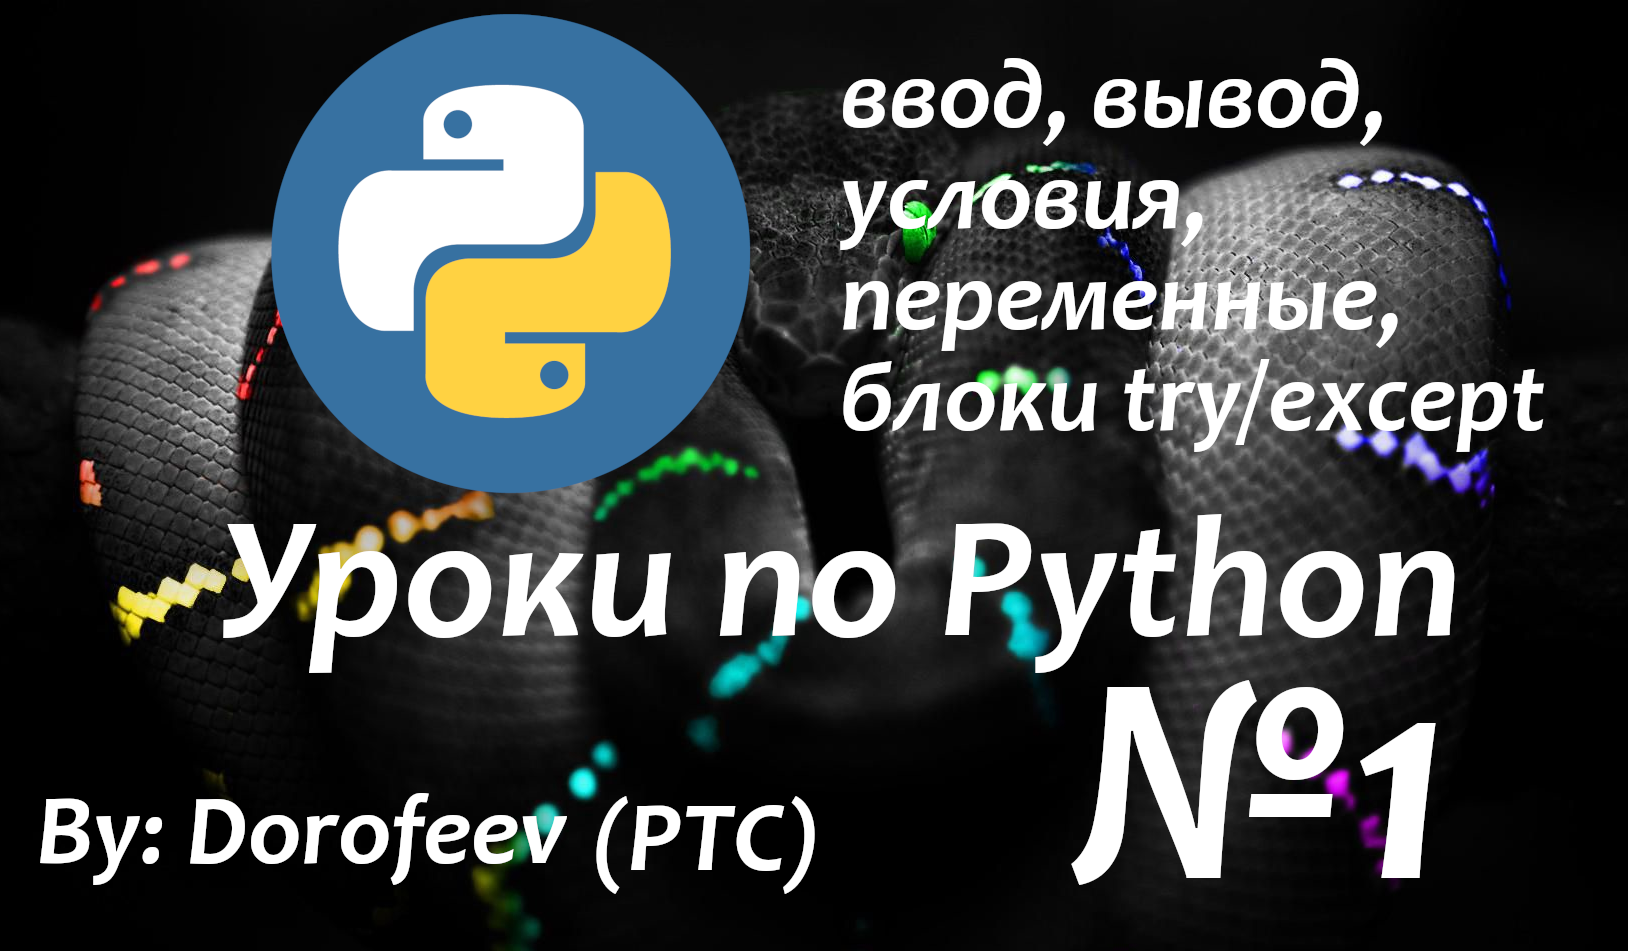 ввод, вывод,
условия,
переменные,
блоки try/except
Уроки по Python
№1
By: Dorofeev (PTC)